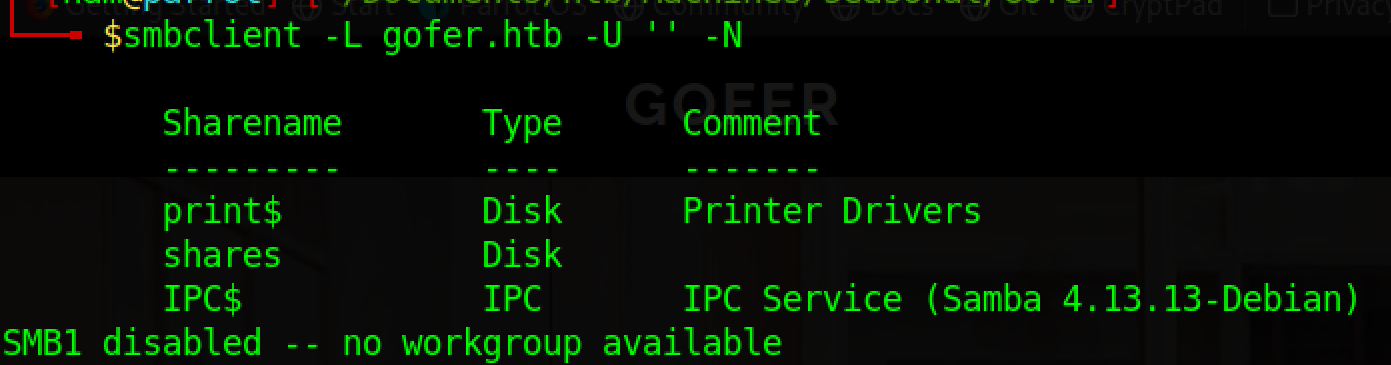 $smbclient -L gofer.htb -U '' -N
GOFER
Sharename Type Comment
--------- ---- -------
print$ Disk Printer Drivers
shares Disk
IPC$ IPC IPC Service (Samba 4.13.13-Debian)
SMB1 disabled -- no workgroup available